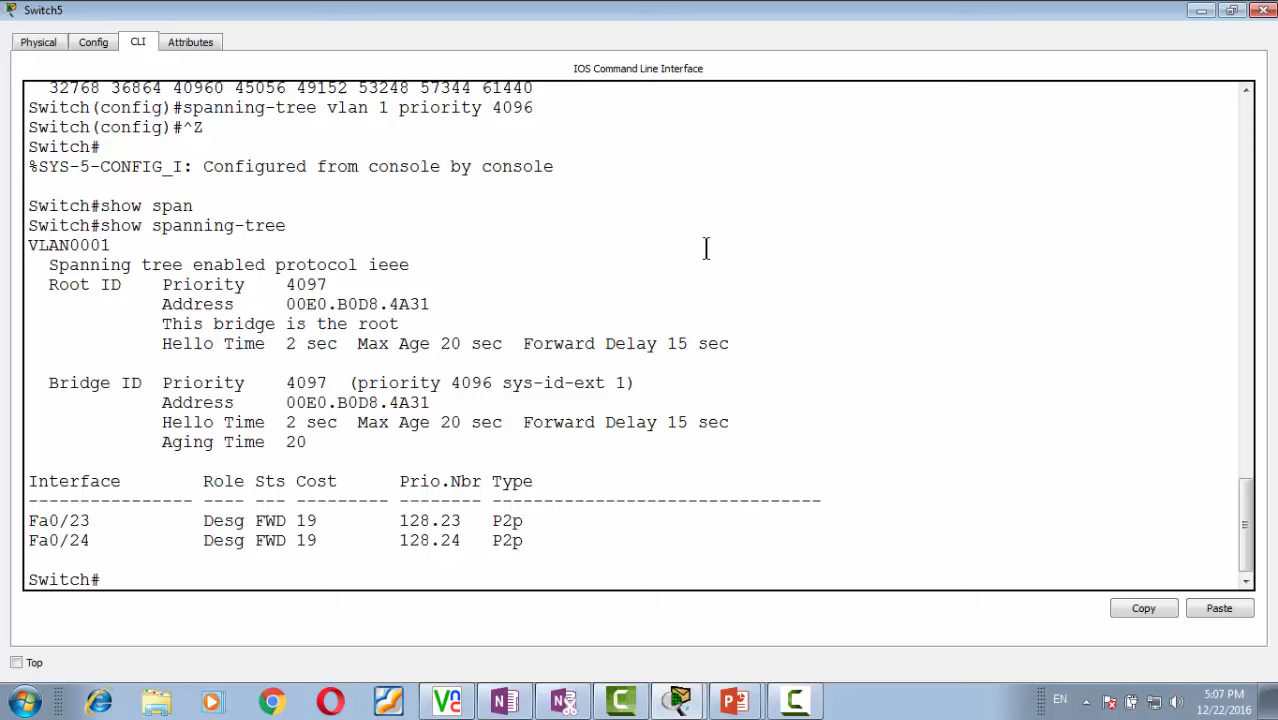 Switch5
Physical Config CLI Attributes
IOS Command Line Interface
32768 36864 40960 45056 49152 53248 57344 61440
Switch(config)#spanning-tree vlan 1 priority 4096
Switch(config)#^Z
Switch#
%SYS-5-CONFIG_I: Configured from console by console
Switch#show span
Switch#show spanning-tree
VLAN0001
Spanning tree enabled protocol ieee
Root ID Priority 4097
Address 00E0.B0D8.4A31
This bridge is the root
Hello Time 2 sec Max Age 20 sec Forward Delay 15 sec
Bridge ID Priority 4097 (priority 4096 sys-id-ext 1)
Address 00E0.B0D8.4A31
Hello Time 2 sec Max Age 20 sec Forward Delay 15 sec
Aging Time 20
Interface Role Sts Cost Prio.Nbr Type
---------------- ---- --- --------- -------- --------------------------------
Fa0/23 Desg FWD 19 128.23 P2p
Fa0/24 Desg FWD 19 128.24 P2p
Switch#
Copy Paste
Top
EN
5:07 PM
12/22/2016